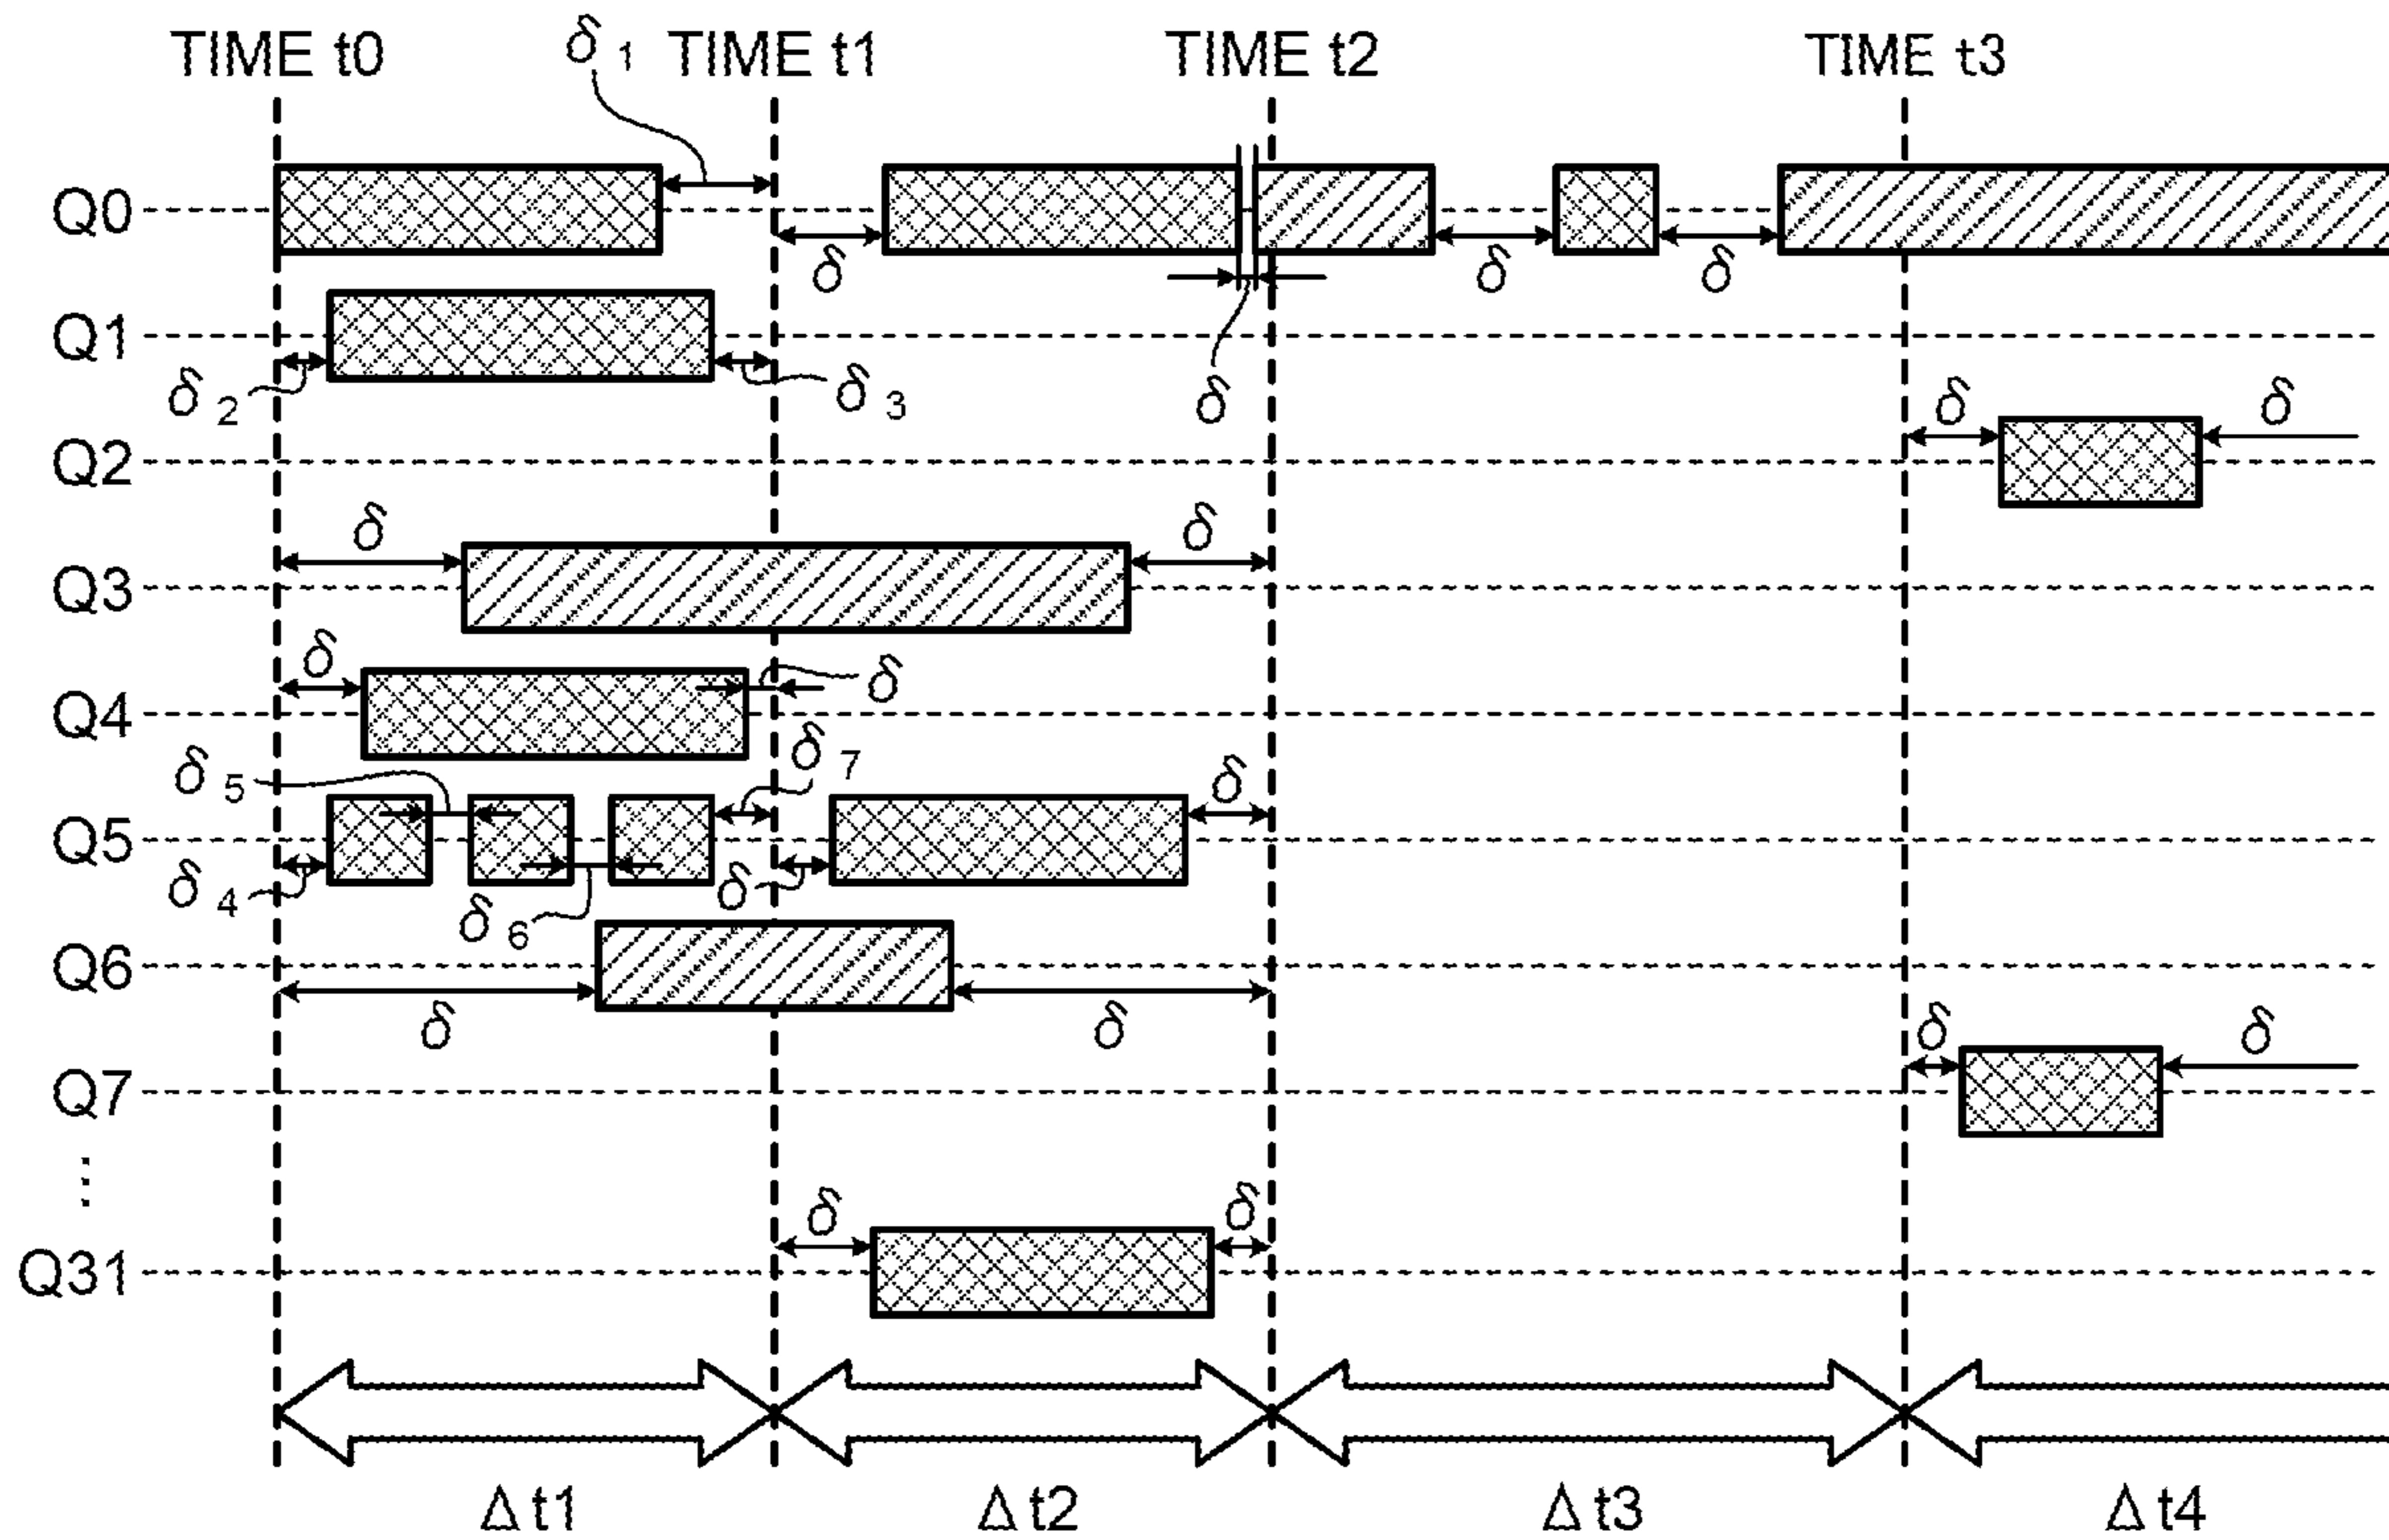 TIME t0 δ1 TIME t1 TIME t2 TIME t3
Q0
δ δ δ
Q1
δ2 δ3 δ δ δ
Q2
δ δ
Q3
δ δ
Q4
δ5 δ7 δ
Q5
δ4 δ6 δ
Q6
δ δ δ δ
Q7
⋮
δ δ
Q31
Δt1 Δt2 Δt3 Δt4